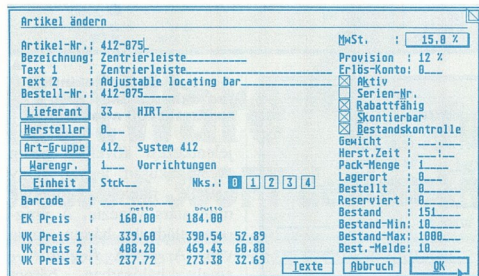 Artikel ändern
Artikel-Nr.: 412-075
Bezeichnung: Zentrierleiste
Text 1 : Zentrierleiste
Text 2 : Adjustable locating bar
Bestell-Nr.: 412-075
Lieferant 33 HIRT
Hersteller 0
Art-Gruppe 412 System 412
Warengr. 1 Vorrichtungen
Einheit Stck Nks.: 0 1 2 3 4
Barcode :
netto brutto
EK Preis : 160.00 184.00
VK Preis 1 : 339.60 390.54 52.89
VK Preis 2 : 408.20 469.43 60.80
VK Preis 3 : 237.72 273.38 32.69
MwSt. : 15.0 %
Provision : 12 %
Erlös-Konto: 0
Aktiv
Serien-Nr.
Rabattfähig
Skontierbar
Bestandskontrolle
Gewicht : .
Herst.Zeit : :
Pack-Menge : 1
Lagerort : 0
Bestellt : 0
Reserviert : 0
Bestand : 151
Bestand-Min: 10
Bestand-Max: 1000
Best.-Melde: 10
Texte Abbruch OK